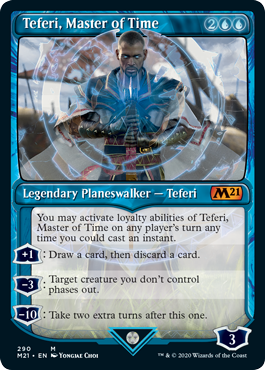 Teferi, Master of Time 2
Legendary Planeswalker — Teferi M21
You may activate loyalty abilities of Teferi,
Master of Time on any player's turn any
time you could cast an instant.
+1: Draw a card, then discard a card.
−3: Target creature you don't control
phases out.
−10: Take two extra turns after this one.
3
290 M
M21 • EN Yongjae Choi
™ & © 2020 Wizards of the Coast